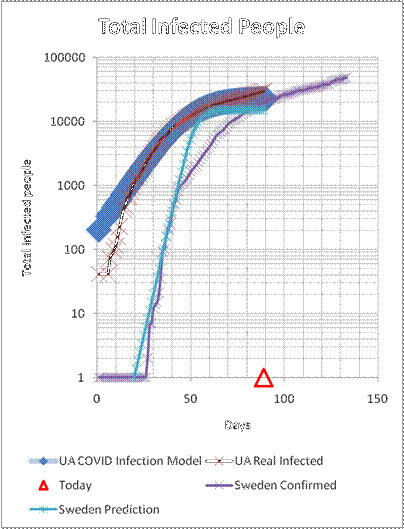 Total Infected People
100000
10000
1000
100
10
1
Total infected people
0 50 100 150
Days
UA COVID Infection Model UA Real Infected
Today Sweden Confirmed
Sweden Prediction